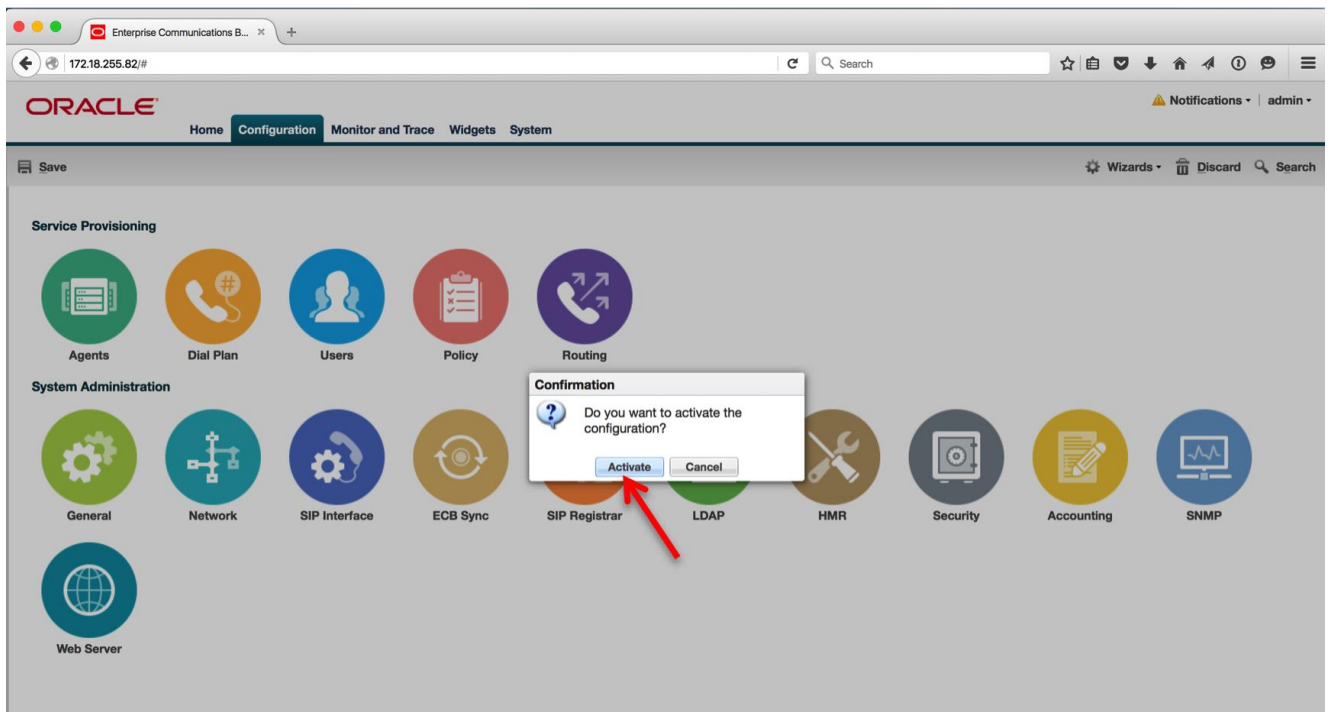 Enterprise Communications B...
172.18.255.82/#
Search
ORACLE
Notifications
admin
Home Configuration Monitor and Trace Widgets System
Save
Wizards
Discard
Search
Service Provisioning
Agents Dial Plan Users Policy Routing
System Administration
Confirmation
Do you want to activate the
configuration?
Activate Cancel
General Network SIP Interface ECB Sync SIP Registrar LDAP HMR Security Accounting SNMP
Web Server